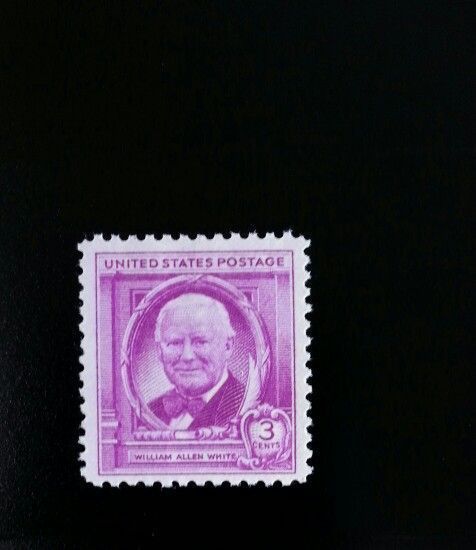 UNITED STATES POSTAGE
3
CENTS
WILLIAM ALLEN WHITE